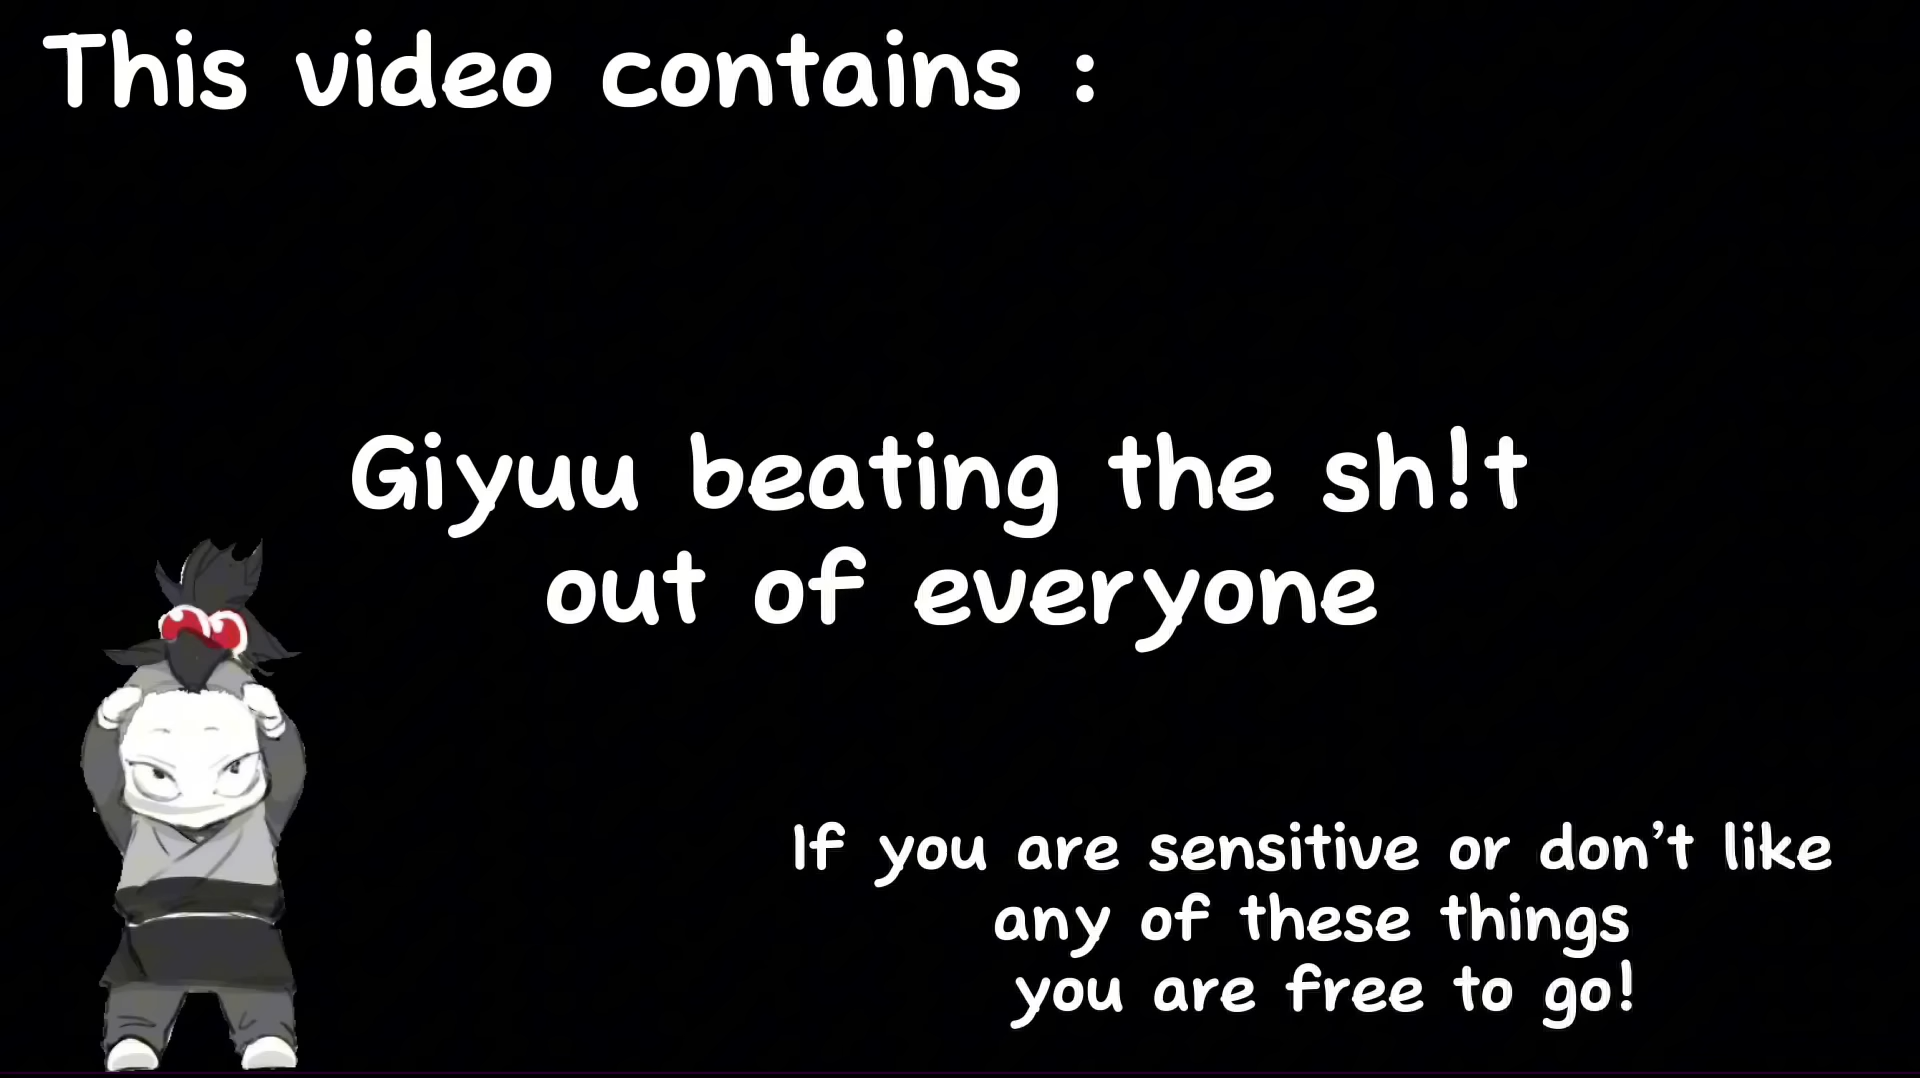 This video contains :
Giyuu beating the sh!t
out of everyone
If you are sensitive or don't like
any of these things
you are free to go!